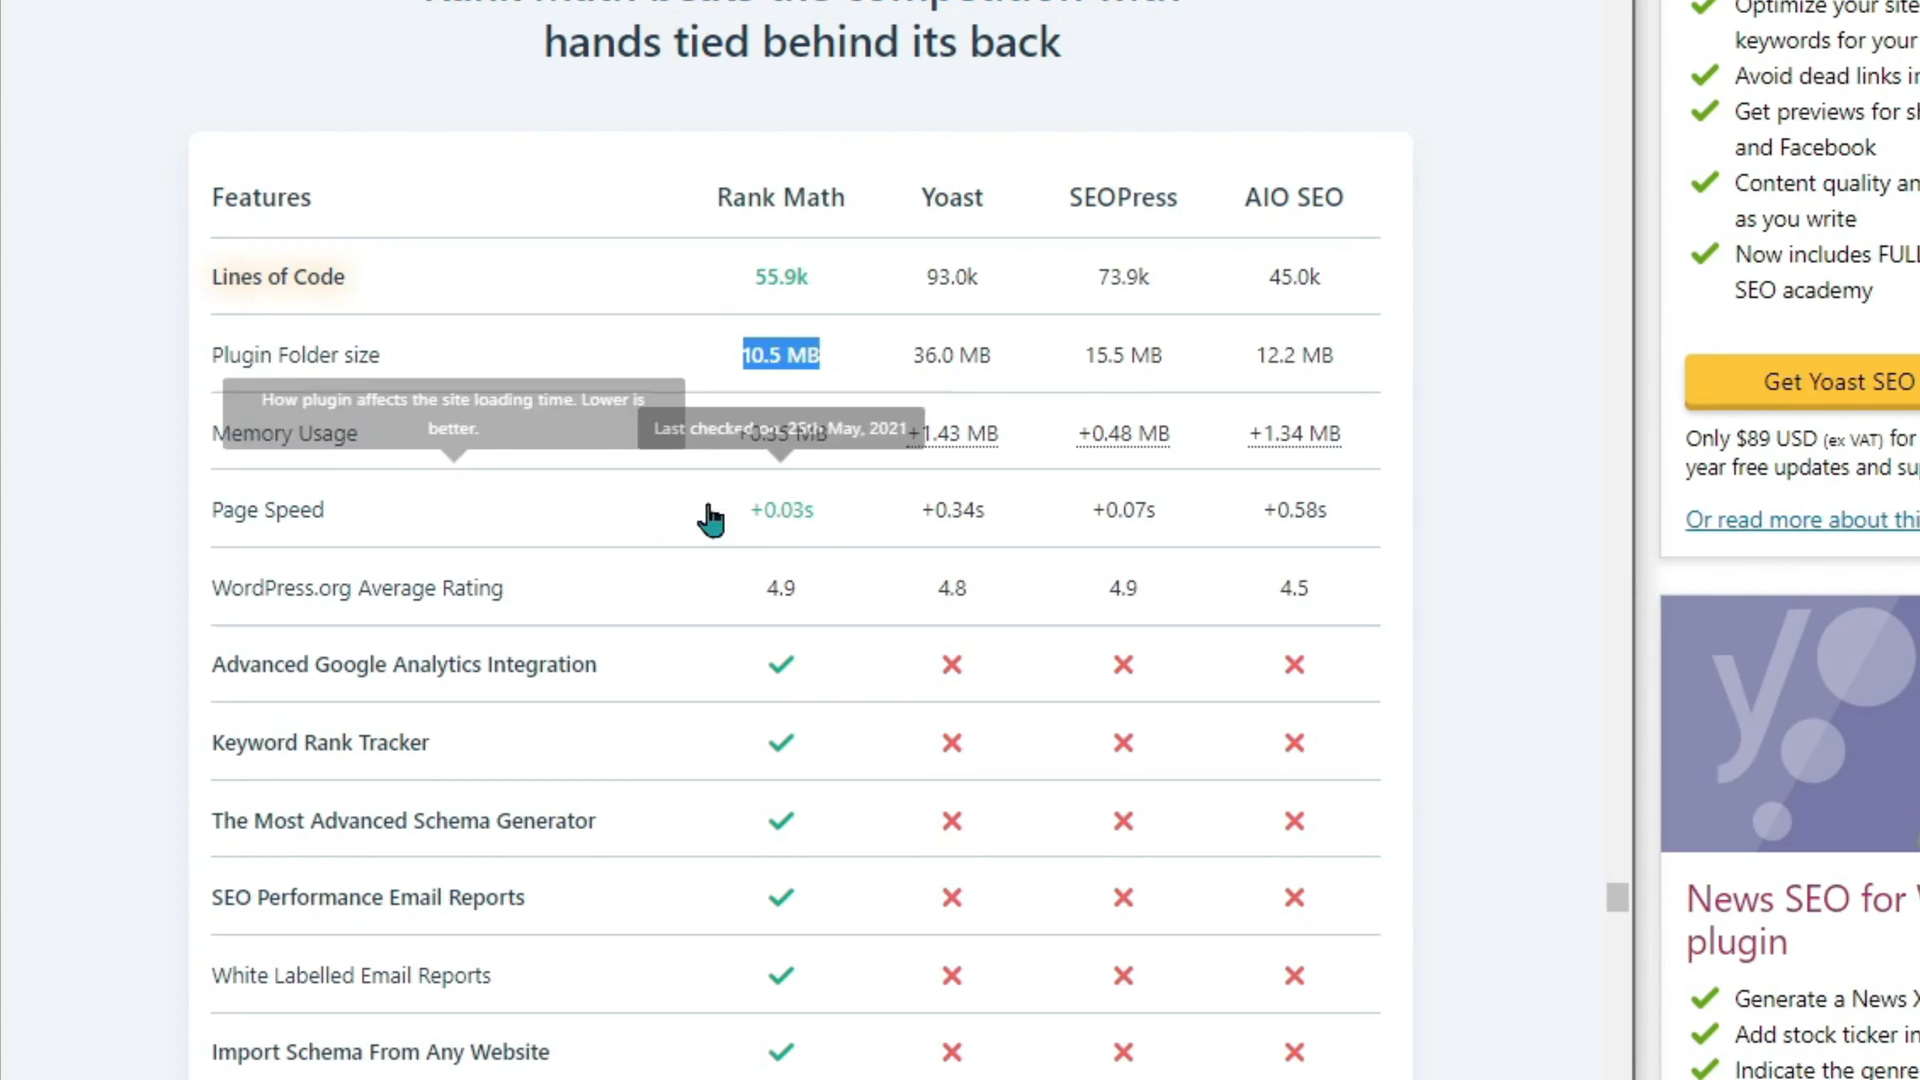 hands tied behind its back
Features Rank Math Yoast SEOPress AIO SEO
Lines of Code 55.9k 93.0k 73.9k 45.0k
Plugin Folder size 10.5 MB 36.0 MB 15.5 MB 12.2 MB
How plugin affects the site loading time. Lower is
better.
Last checked on 25th May, 2021
Memory Usage +0.35 MB +1.43 MB +0.48 MB +1.34 MB
Page Speed +0.03s +0.34s +0.07s +0.58s
WordPress.org Average Rating 4.9 4.8 4.9 4.5
Advanced Google Analytics Integration
Keyword Rank Tracker
The Most Advanced Schema Generator
SEO Performance Email Reports
White Labelled Email Reports
Import Schema From Any Website
Optimize your site
keywords for your
Avoid dead links
Get previews for
and Facebook
Content quality
as you write
Now includes FULL
SEO academy
Get Yoast SEO
Only $89 USD (ex VAT) for
year free updates and
Or read more about
y
News SEO for
plugin
Generate a News
Add stock ticker
Indicate the genre